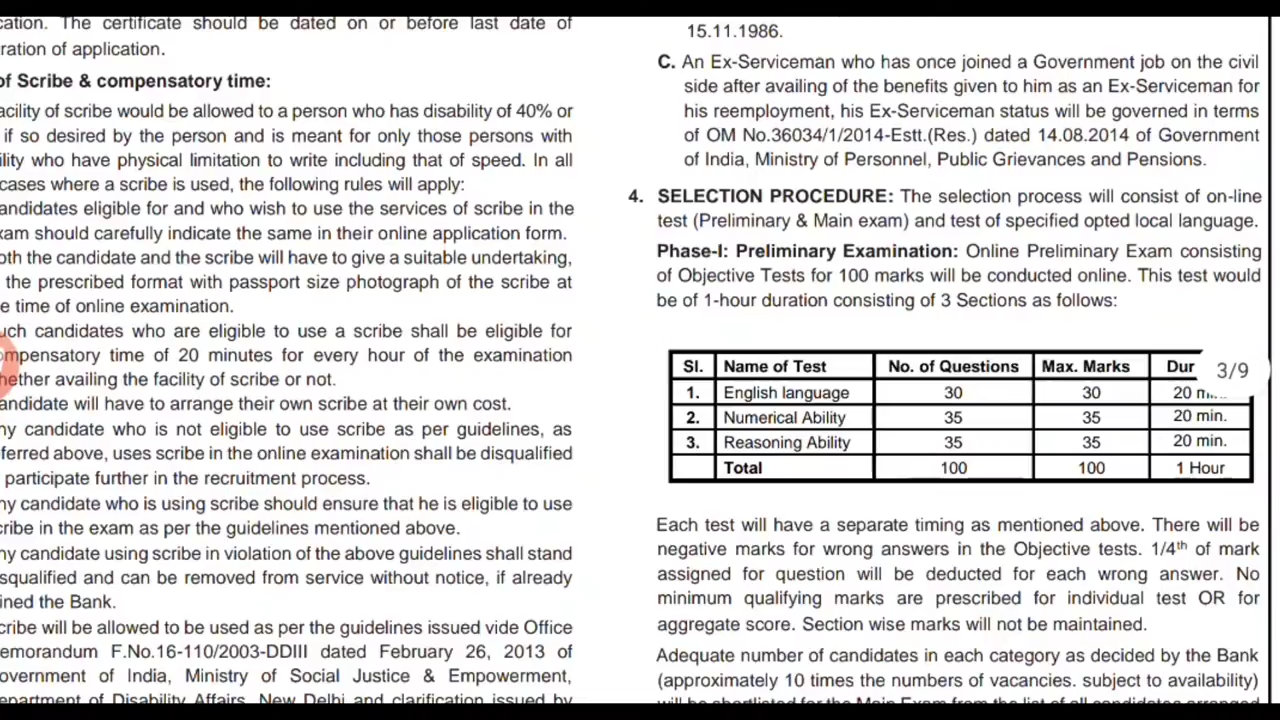 cation. The certificate should be dated on or before last date of
ration of application.
of Scribe & compensatory time:
acility of scribe would be allowed to a person who has disability of 40% or
if so desired by the person and is meant for only those persons with
ility who have physical limitation to write including that of speed. In all
cases where a scribe is used, the following rules will apply:
andidates eligible for and who wish to use the services of scribe in the
xam should carefully indicate the same in their online application form.
oth the candidate and the scribe will have to give a suitable undertaking,
the prescribed format with passport size photograph of the scribe at
e time of online examination.
uch candidates who are eligible to use a scribe shall be eligible for
ompensatory time of 20 minutes for every hour of the examination
hether availing the facility of scribe or not.
andidate will have to arrange their own scribe at their own cost.
ny candidate who is not eligible to use scribe as per guidelines, as
ferred above, uses scribe in the online examination shall be disqualified
participate further in the recruitment process.
ny candidate who is using scribe should ensure that he is eligible to use
cribe in the exam as per the guidelines mentioned above.
ny candidate using scribe in violation of the above guidelines shall stand
squalified and can be removed from service without notice, if already
ined the Bank.
cribe will be allowed to be used as per the guidelines issued vide Office
emorandum F.No.16-110/2003-DDIII dated February 26, 2013 of
overnment of India, Ministry of Social Justice & Empowerment,
epartment of Disability Affairs, New Delhi and clarification issued by
15.11.1986.
C. An Ex-Serviceman who has once joined a Government job on the civil
side after availing of the benefits given to him as an Ex-Serviceman for
his reemployment, his Ex-Serviceman status will be governed in terms
of OM No.36034/1/2014-Estt.(Res.) dated 14.08.2014 of Government
of India, Ministry of Personnel, Public Grievances and Pensions.
4. SELECTION PROCEDURE: The selection process will consist of on-line
test (Preliminary & Main exam) and test of specified opted local language.
Phase-I: Preliminary Examination: Online Preliminary Exam consisting
of Objective Tests for 100 marks will be conducted online. This test would
be of 1-hour duration consisting of 3 Sections as follows:
Sl. Name of Test No. of Questions Max. Marks Dur
3/9
1. English language 30 30 20 m
2. Numerical Ability 35 35 20 min.
3. Reasoning Ability 35 35 20 min.
Total 100 100 1 Hour
Each test will have a separate timing as mentioned above. There will be
negative marks for wrong answers in the Objective tests. 1/4th of mark
assigned for question will be deducted for each wrong answer. No
minimum qualifying marks are prescribed for individual test OR for
aggregate score. Section wise marks will not be maintained.
Adequate number of candidates in each category as decided by the Bank
(approximately 10 times the numbers of vacancies. subject to availability)
will be shortlisted for the Main Exam from the list of all candidates arranged